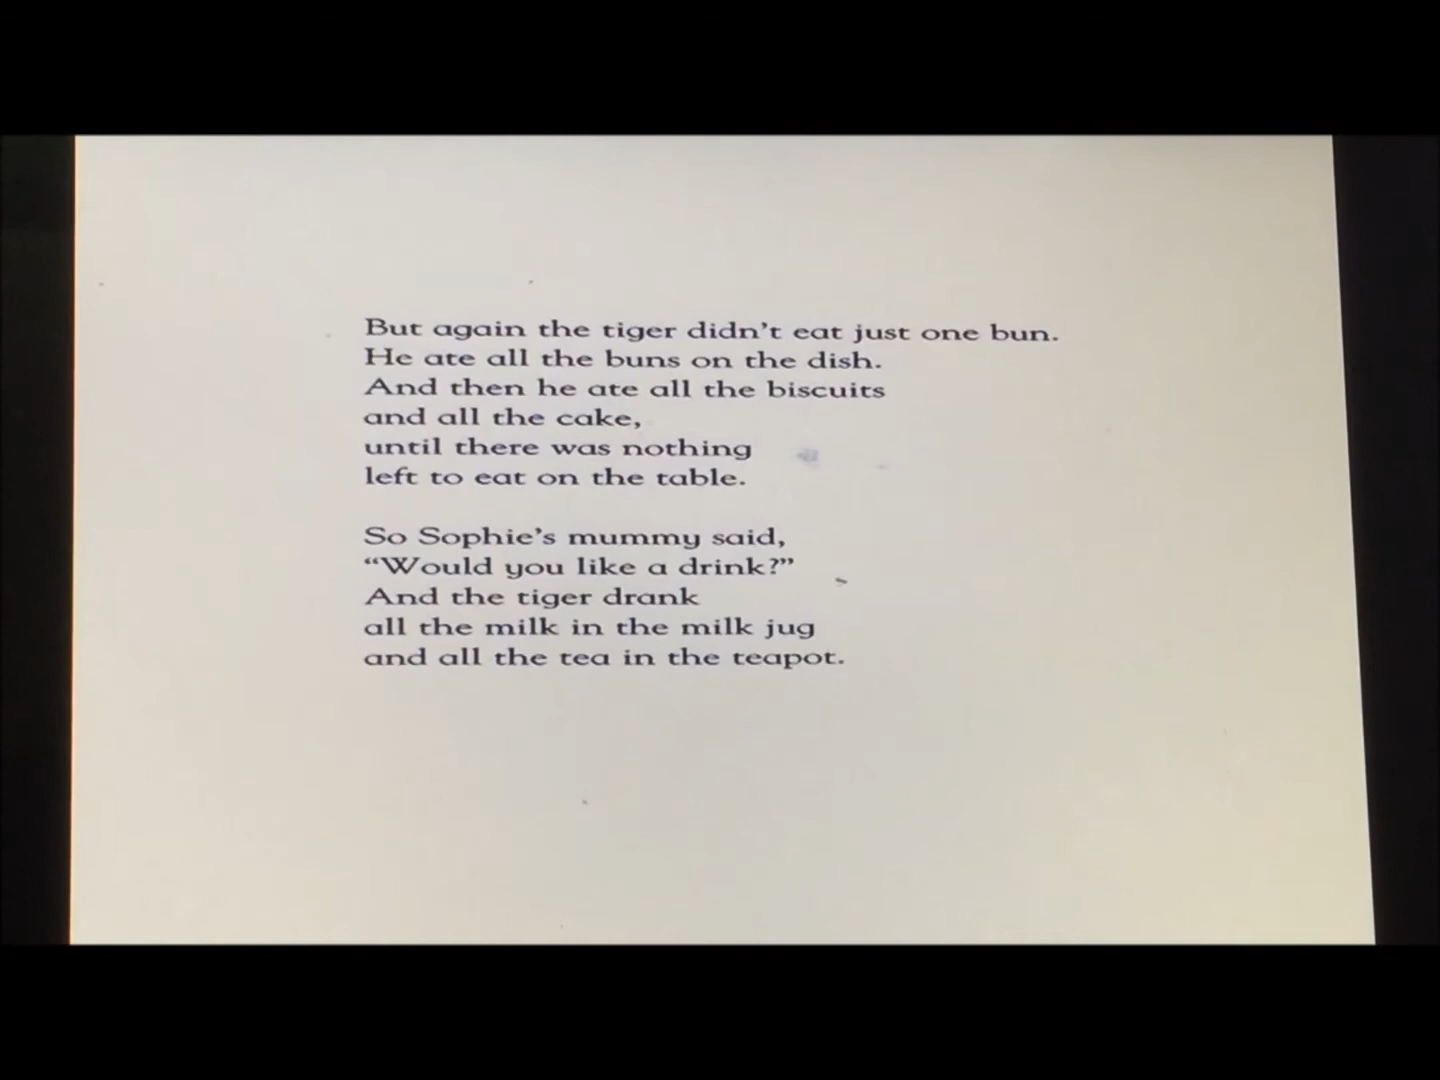 But again the tiger didn't eat just one bun.
He ate all the buns on the dish.
And then he ate all the biscuits
and all the cake,
until there was nothing
left to eat on the table.
So Sophie's mummy said,
“Would you like a drink?”
And the tiger drank
all the milk in the milk jug
and all the tea in the teapot.